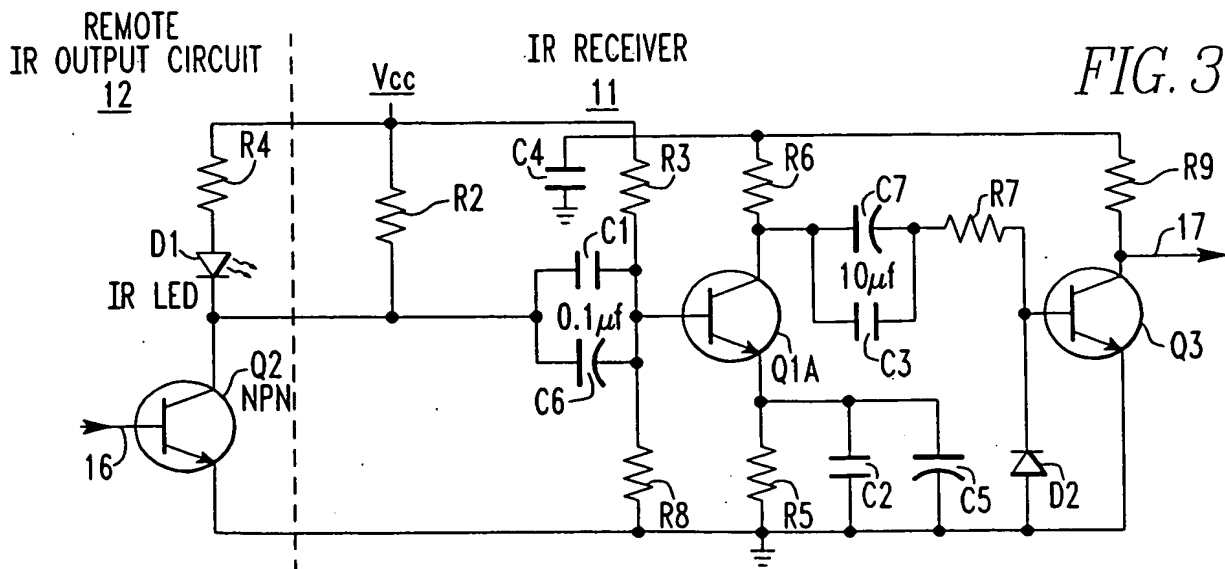 REMOTE
IR OUTPUT CIRCUIT
12
IR RECEIVER
11
FIG. 3
Vcc
R4
R2
C4
R3
R6
C7
R7
R9
D1
IR LED
C1
0.1µf
C6
10µf
C3
17
Q1A
Q3
Q2
NPN
16
R8
R5
C2
C5
D2